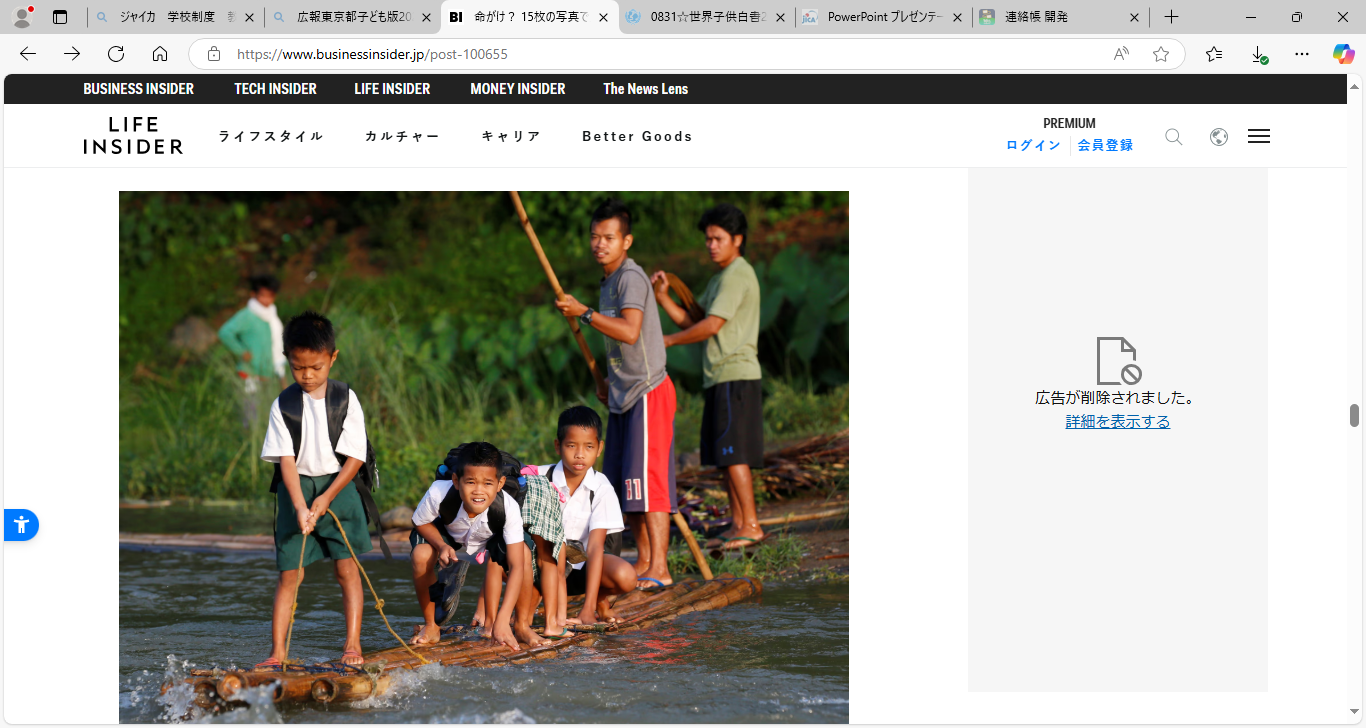 ジャイカ 学校制度
広報東京都子ども版20
命がけ？ 15枚の写真で
0831☆世界子供白書2
PowerPoint プレゼンテー
連絡帳 開発
https://www.businessinsider.jp/post-100655
BUSINESS INSIDER TECH INSIDER LIFE INSIDER MONEY INSIDER The News Lens
LIFE
INSIDER
ライフスタイル カルチャー キャリア Better Goods
PREMIUM
ログイン 会員登録
広告が削除されました。
詳細を表示する
11